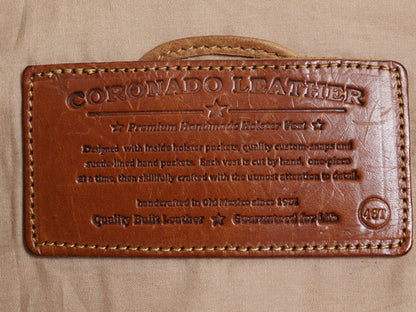 CORONADO LEATHER
Premium Handmade Holster Vest
Designed with inside holster pockets, quality custom-snaps and
suede-lined hand pockets. Each vest is cut by hand, one-piece
at a time, then skillfully crafted with the utmost attention to detail.
handcrafted in Old Mexico since 1981
Quality Built Leather Guaranteed for Life
487